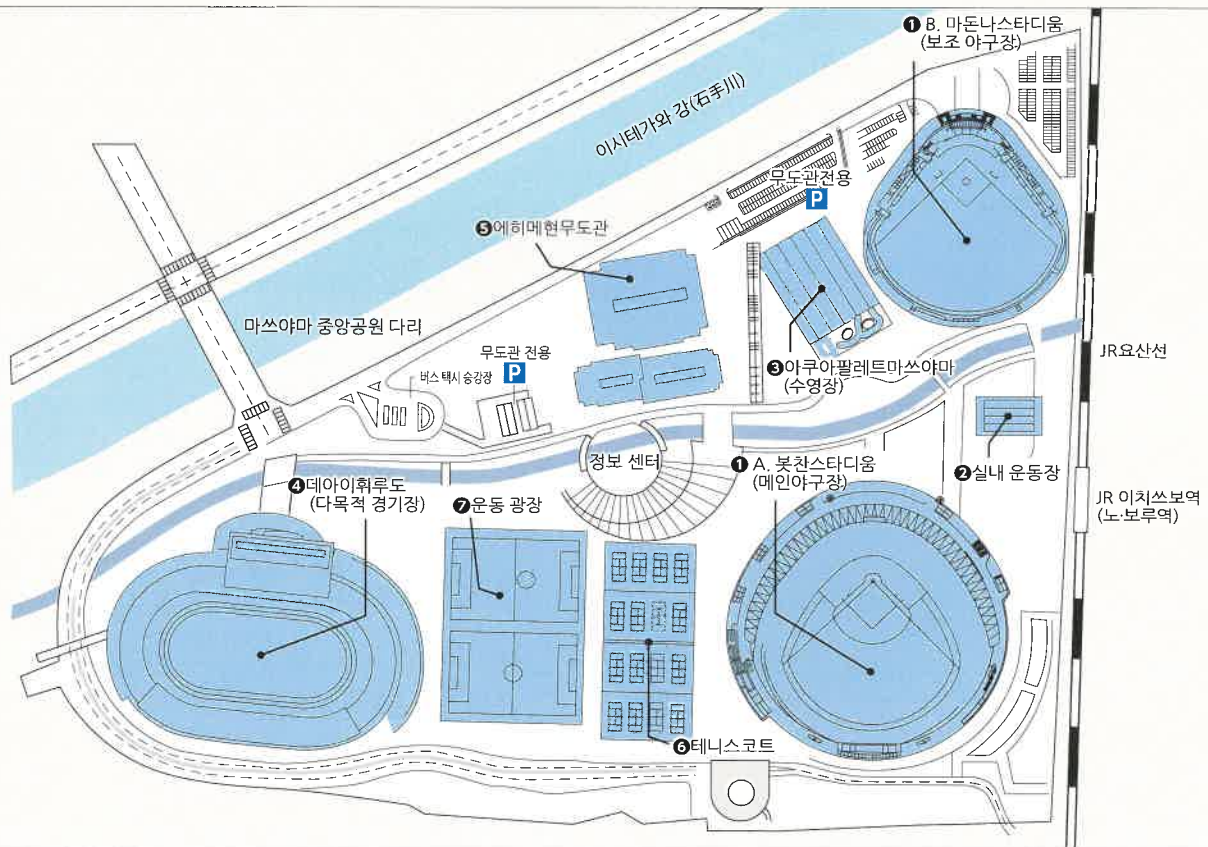 ❶ B. 마돈나스타디움
(보조 야구장)
이시테가와 강(石手川)
무도관전용
P
❺에히메현무도관
마쓰야마 중앙공원 다리
무도관 전용
P
버스 택시 승강장
❸아쿠아팔레트마쓰야마
(수영장)
JR요산선
정보 센터
❶ A. 봇찬스타디움
(메인야구장)
❷실내 운동장
❹데아이휘루도
(다목적 경기장)
❼운동 광장
JR 이치쓰보역
(노·보루역)
❻테니스코트